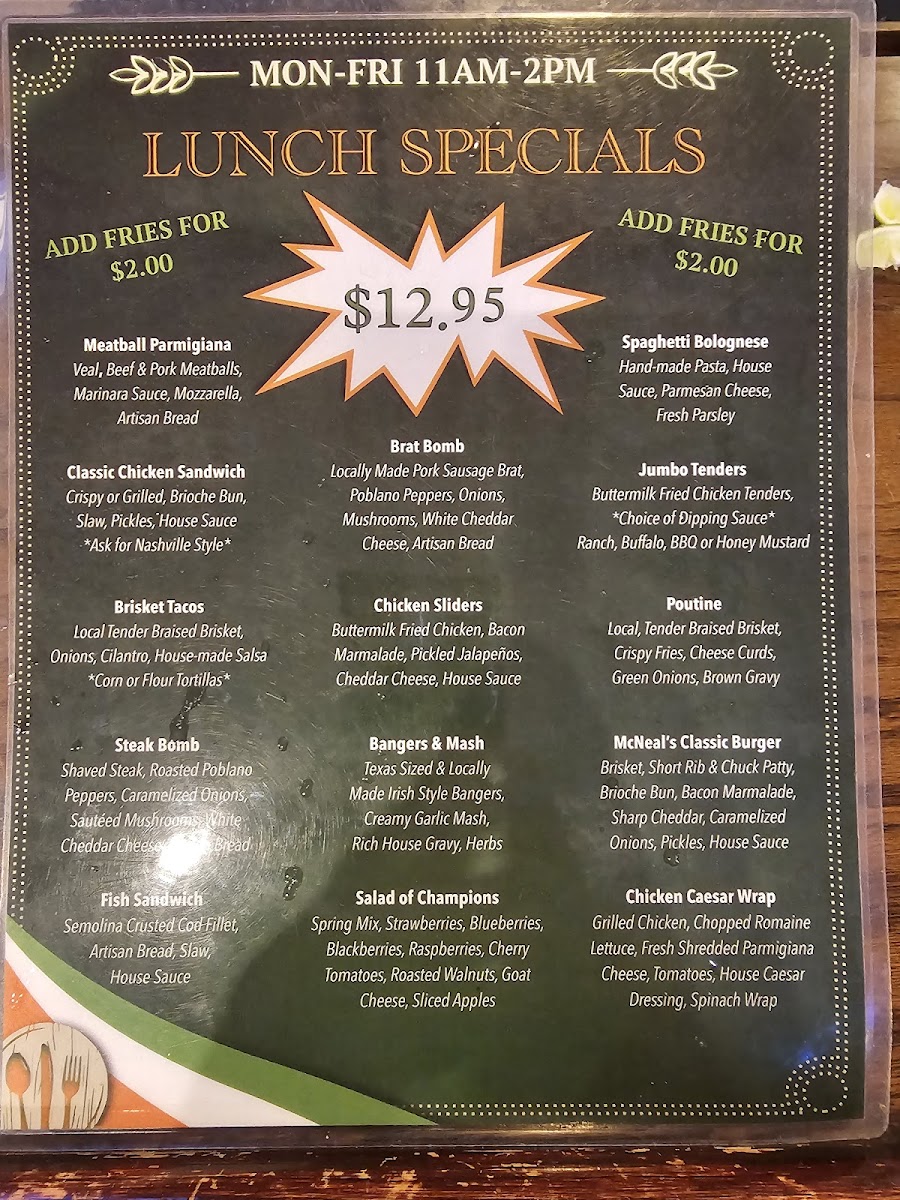 MON-FRI 11AM-2PM
LUNCH SPECIALS
ADD FRIES FOR
$2.00
$12.95
ADD FRIES FOR
$2.00
Meatball Parmigiana
Veal, Beef & Pork Meatballs,
Marinara Sauce, Mozzarella,
Artisan Bread
Classic Chicken Sandwich
Crispy or Grilled, Brioche Bun,
Slaw, Pickles, House Sauce
*Ask for Nashville Style*
Brisket Tacos
Local Tender Braised Brisket,
Onions, Cilantro, House-made Salsa
*Corn or Flour Tortillas*
Steak Bomb
Shaved Steak, Roasted Poblano
Peppers, Caramelized Onions,
Sautéed Mushrooms, White
Cheddar Cheese, Bread
Fish Sandwich
Semolina Crusted Cod Fillet,
Artisan Bread, Slaw,
House Sauce
Brat Bomb
Locally Made Pork Sausage Brat,
Poblano Peppers, Onions,
Mushrooms, White Cheddar
Cheese, Artisan Bread
Chicken Sliders
Buttermilk Fried Chicken, Bacon
Marmalade, Pickled Jalapeños,
Cheddar Cheese, House Sauce
Bangers & Mash
Texas Sized & Locally
Made Irish Style Bangers,
Creamy Garlic Mash,
Rich House Gravy, Herbs
Salad of Champions
Spring Mix, Strawberries, Blueberries,
Blackberries, Raspberries, Cherry
Tomatoes, Roasted Walnuts, Goat
Cheese, Sliced Apples
Spaghetti Bolognese
Hand-made Pasta, House
Sauce, Parmesan Cheese,
Fresh Parsley
Jumbo Tenders
Buttermilk Fried Chicken Tenders,
*Choice of Dipping Sauce*
Ranch, Buffalo, BBQ or Honey Mustard
Poutine
Local, Tender Braised Brisket,
Crispy Fries, Cheese Curds,
Green Onions, Brown Gravy
McNeal's Classic Burger
Brisket, Short Rib & Chuck Patty,
Brioche Bun, Bacon Marmalade,
Sharp Cheddar, Caramelized
Onions, Pickles, House Sauce
Chicken Caesar Wrap
Grilled Chicken, Chopped Romaine
Lettuce, Fresh Shredded Parmigiana
Cheese, Tomatoes, House Caesar
Dressing, Spinach Wrap